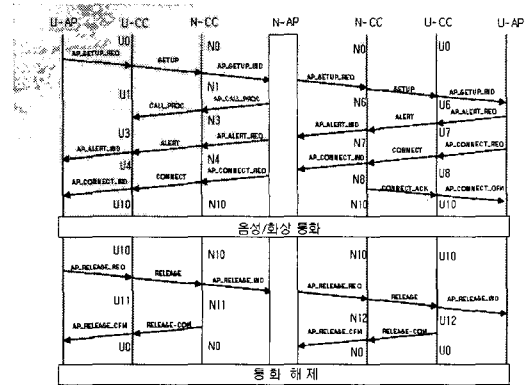 U-AP U-CC N-CC N-AP N-CC U-CC U-AP
U0 N0 N0 U0
AP_SETUP_REQ SETUP AP_SETUP_IND AP_SETUP_REQ SETUP AP_SETUP_IND
U1 N1 N6 U6
CALL_PROC AP_CALL_PROC AP_ALERT_IND ALERT AP_ALERT_REQ
U3 N3 N7 U7
AP_ALERT_IND ALERT AP_ALERT_REQ AP_CONNECT_IND CONNECT AP_CONNECT_REQ
U4 N4 N8 U8
AP_CONNECT_IND CONNECT AP_CONNECT_REQ CONNECT_ACK AP_CONNECT_CFM
U10 N10 N10 U10
음성/화상 통화
U10 N10 N10 U10
AP_RELEASE_REQ RELEASE AP_RELEASE_IND AP_RELEASE_REQ RELEASE AP_RELEASE_IND
U11 N11 N12 U12
AP_RELEASE_CFM RELEASE-COM AP_RELEASE_CFM RELEASE-COM
U0 N0 N0 U0
통화 해제